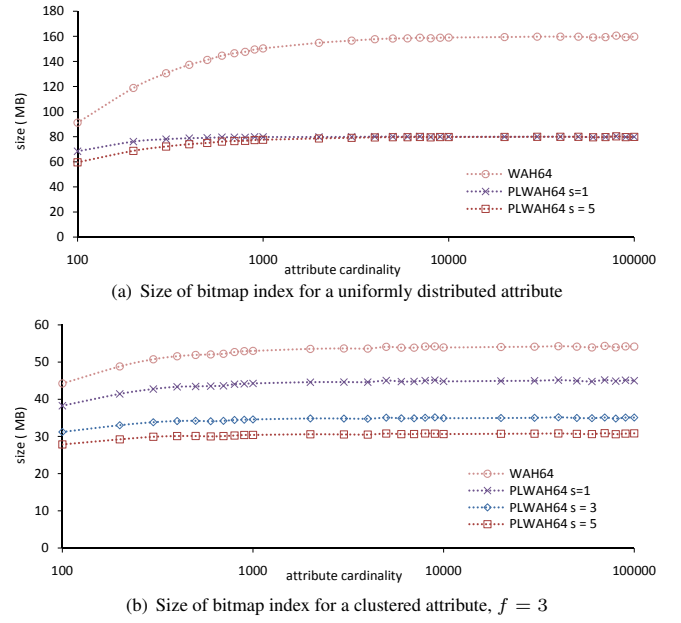 180
160
140
120
100
80
60
40
20
0
size ( MB)
WAH64
PLWAH64 s=1
PLWAH64 s = 5
100 1000 10000 100000
attribute cardinality
(a) Size of bitmap index for a uniformly distributed attribute
60
50
40
30
20
10
0
size ( MB)
WAH64
PLWAH64 s=1
PLWAH64 s = 3
PLWAH64 s = 5
100 1000 10000 100000
attribute cardinality
(b) Size of bitmap index for a clustered attribute, f = 3